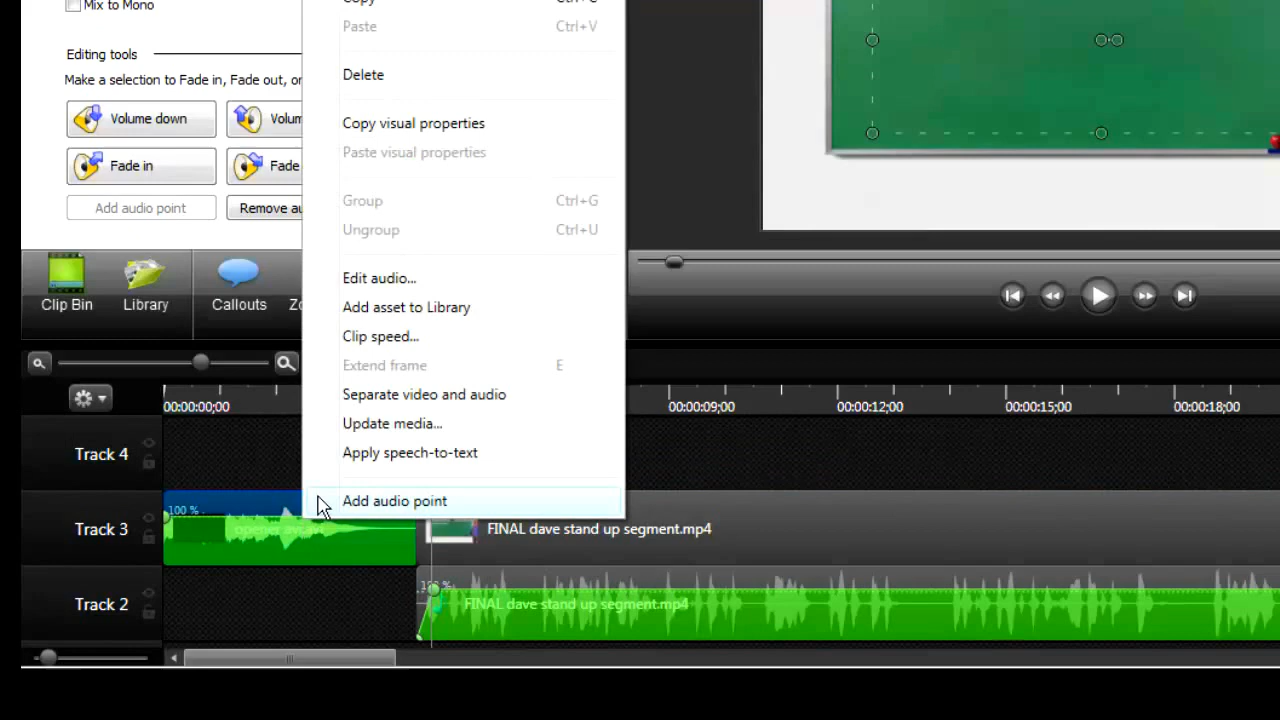 Mix to Mono
Copy
Paste Ctrl+V
Editing tools
Make a selection to Fade in, Fade out, or
Delete
Volume down
Volum
Copy visual properties
Paste visual properties
Fade in
Fade
Add audio point
Remove au
Group Ctrl+G
Ungroup Ctrl+U
Edit audio...
Add asset to Library
Clip speed...
Extend frame E
Separate video and audio
Update media...
Apply speech-to-text
Add audio point
Clip Bin
Library
Callouts
Zo
00:00:00;00
00:00:09;00
00:00:12;00
00:00:15;00
00:00:18;00
Track 4
Track 3
100 %
FINAL dave stand up segment.mp4
Track 2
FINAL dave stand up segment.mp4